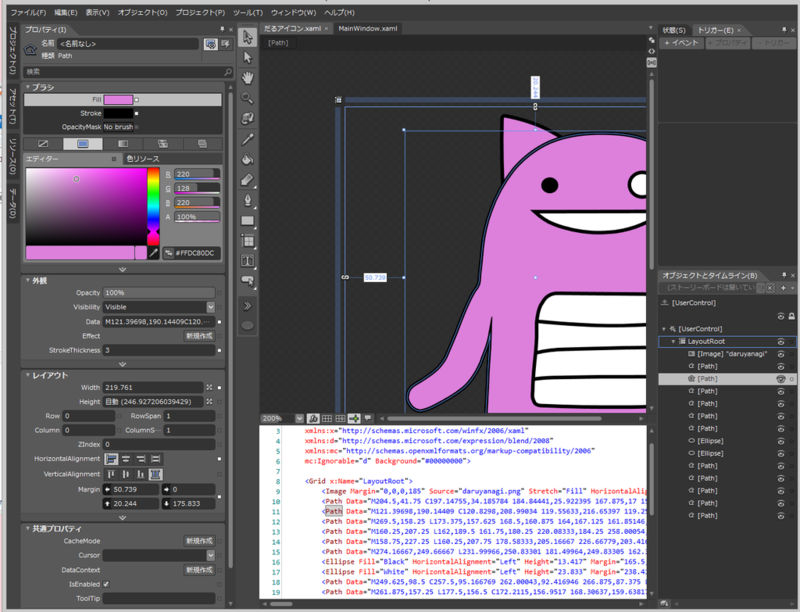 ファイル(F) 編集(E) 表示(V) オブジェクト(O) プロジェクト(P) ツール(T) ウィンドウ(W) ヘルプ(H)
プロジェクト(J)
アセット(T)
リソース(O)
データ(D)
プロパティ(I)
名前 <名前なし>
種類 Path
検索
ブラシ
Fill
Stroke
OpacityMask No brush
エディター 色リソース
R 220
G 128
B 220
A 100%
#FFDC80DC
外観
Opacity 100%
Visibility Visible
Data M121.39698,190.14409C120....
Effect 新規作成
StrokeThickness 3
レイアウト
Width 219.761
Height 自動 (246.927206039429)
Row 0 RowSpan 1
Column 0 ColumnS... 1
ZIndex 0
HorizontalAlignment
VerticalAlignment
Margin 50.739 0
20.244 175.833
共通プロパティ
CacheMode 新規作成
Cursor
DataContext 新規作成
IsEnabled
ToolTip
だるアイコン.xaml × MainWindow.xaml
[Path]
20.244
50.739
200%
3 xmlns:x="http://schemas.microsoft.com/winfx/2006/xaml"
4 xmlns:d="http://schemas.microsoft.com/expression/blend/2008"
5 xmlns:mc="http://schemas.openxmlformats.org/markup-compatibility/2006"
6 mc:Ignorable="d" Background="#00000000">
7
8 <Grid x:Name="LayoutRoot">
9 <Image Margin="0,0,0,185" Source="daruyanagi.png" Stretch="Fill" HorizontalAlig
10 <Path Data="M204.5,41.75 C197.14755,34.185784 184.84441,25.922395 167.875,17 1
11 <Path Data="M121.39698,190.14409 C120.8298,208.99034 119.55633,216.65397 119.2
12 <Path Data="M269.5,158.25 L173.375,157.625 168.5,160.875 164,167.125 161.85146
13 <Path Data="M160.25,207.25 L162,189.5 161.75,180.25 220.08333,184.25 258.00054
14 <Path Data="M158.75,227.25 L160.25,207.75 178.58333,205.16667 226.66779,203.416
15 <Path Data="M274.16667,249.66667 L231.99966,250.83301 181.49964,249.83305 162.
16 <Ellipse Fill="Black" HorizontalAlignment="Left" Height="13.417" Margin="165.5,
17 <Ellipse Fill="White" HorizontalAlignment="Left" Height="23.833" Margin="238.4
18 <Path Data="M249.625,98.5 C257.5,95.166769 262.00043,92.416946 266.875,87.375 L
19 <Path Data="M261.875,157.25 L177.5,156.5 C172.2115,156.9517 168.30637,159.6381
状態(S) トリガー(E) ×
+ イベント + プロパティ - トリガー
オブジェクトとタイムライン(B)
(ストーリーボードは開いてい
[UserControl]
[UserControl]
LayoutRoot
[Image] "daruyanagi"
[Path]
[Path]
[Path]
[Path]
[Path]
[Path]
[Ellipse]
[Ellipse]
[Path]
[Path]
[Path]
[Path]
[Path]